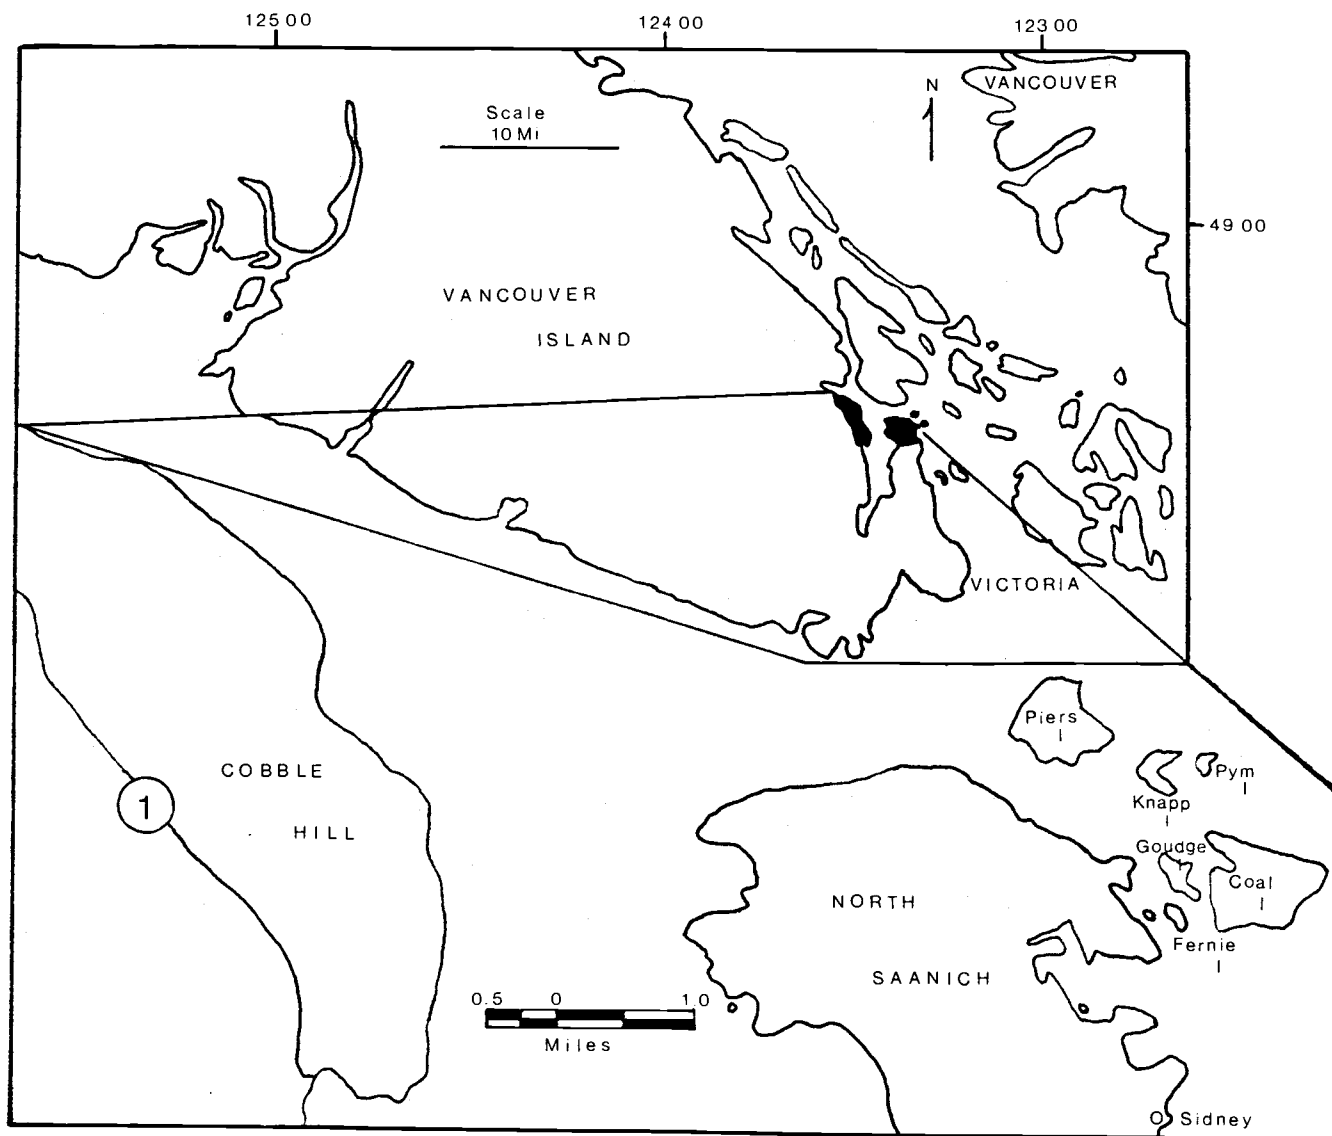 125 00
124 00
123 00
N
VANCOUVER
Scale
10 Mi
49 00
VANCOUVER
ISLAND
VICTORIA
Piers
I
Pym
I
Knapp
I
COBBLE
HILL
1
Goudge
I
Coal
I
NORTH
SAANICH
Fernie
I
0.5 0 1.0
Miles
Sidney